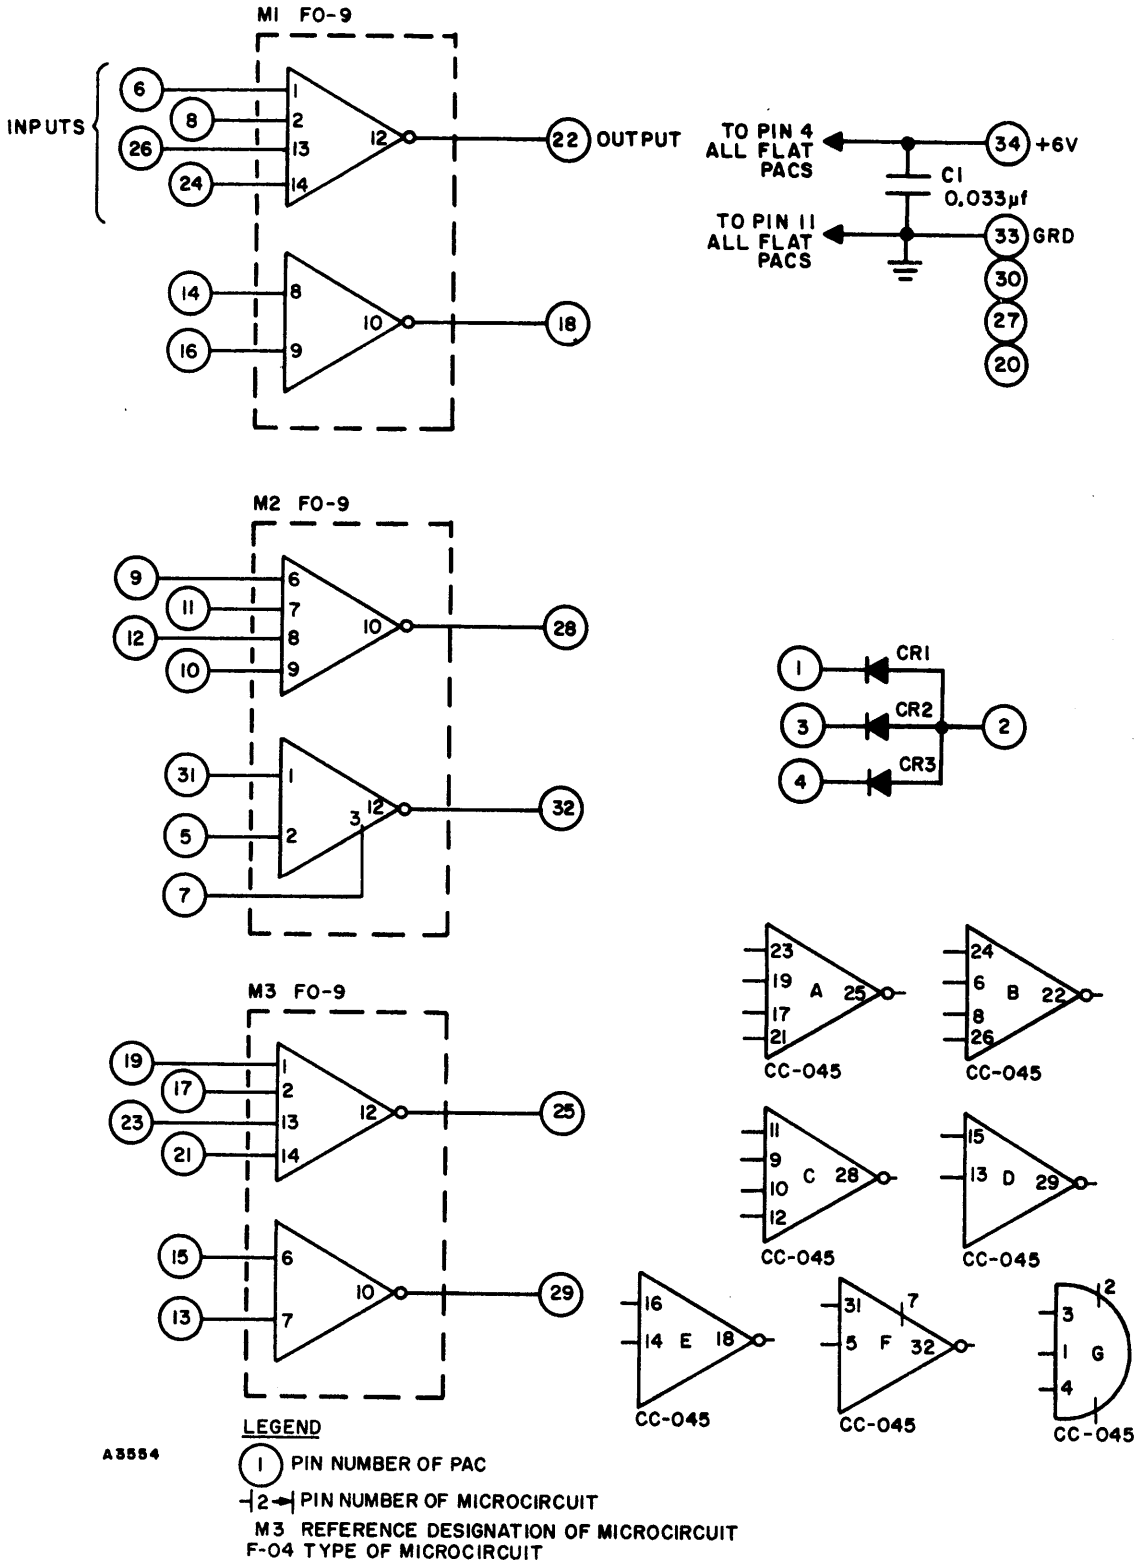 M1 FO-9
INPUTS
6
8
26
24
1
2
13
14
12
22 OUTPUT
14
16
8
9
10
18
TO PIN 4
ALL FLAT
PACS
34 +6V
C1
0.033µf
TO PIN 11
ALL FLAT
PACS
33 GRD
30
27
20
M2 FO-9
9
11
12
10
6
7
8
9
10
28
31
5
7
1
2
3
12
32
1
CR1
3
CR2
2
4
CR3
M3 FO-9
19
17
23
21
1
2
13
14
12
25
15
13
6
7
10
29
23
19
17
21
A
25
CC-045
24
6
8
26
B
22
CC-045
11
9
10
12
C
28
CC-045
15
13
D
29
CC-045
16
14
E
18
CC-045
31
5
7
F
32
CC-045
2
3
1
4
G
CC-045
LEGEND
1 PIN NUMBER OF PAC
2 PIN NUMBER OF MICROCIRCUIT
M3 REFERENCE DESIGNATION OF MICROCIRCUIT
F-04 TYPE OF MICROCIRCUIT
A3554